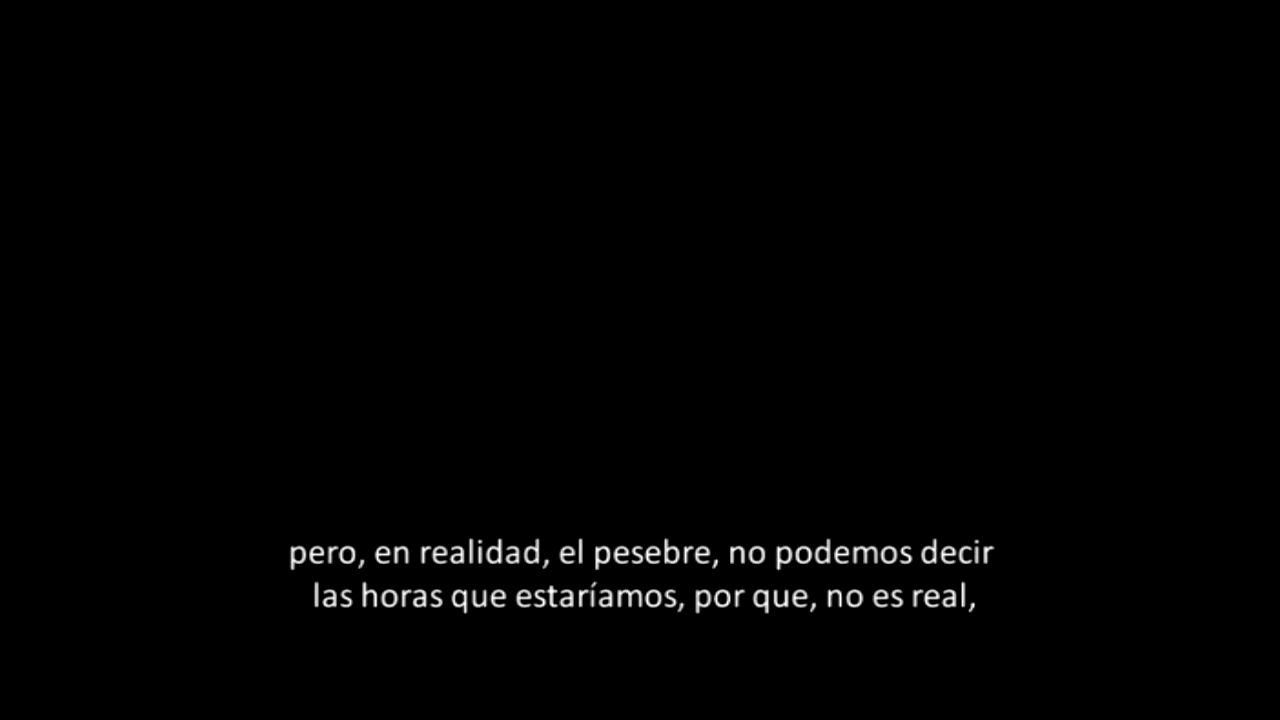 pero, en realidad, el pesebre, no podemos decir
las horas que estaríamos, por que, no es real,